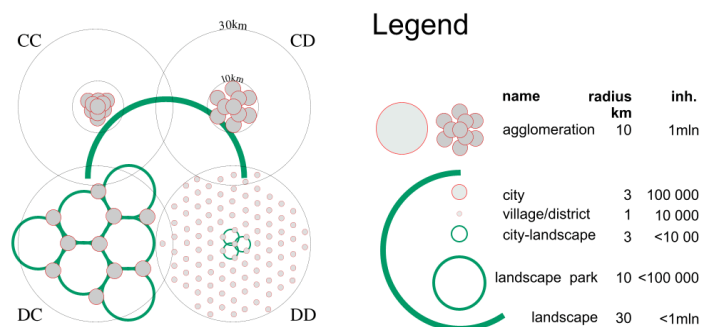 CC
30km
CD
10km
DC
DD
Legend
name radius inh.
km
agglomeration 10 1mln
city 3 100 000
village/district 1 10 000
city-landscape 3 <10 00
landscape park 10 <100 000
landscape 30 <1mln